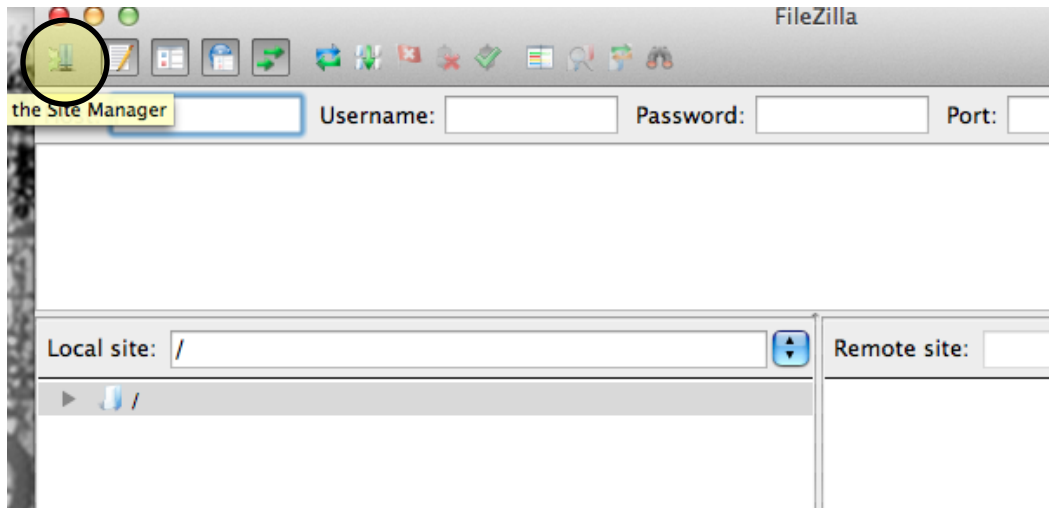 FileZilla
the Site Manager
Username:
Password:
Port:
Local site: /
Remote site:
/